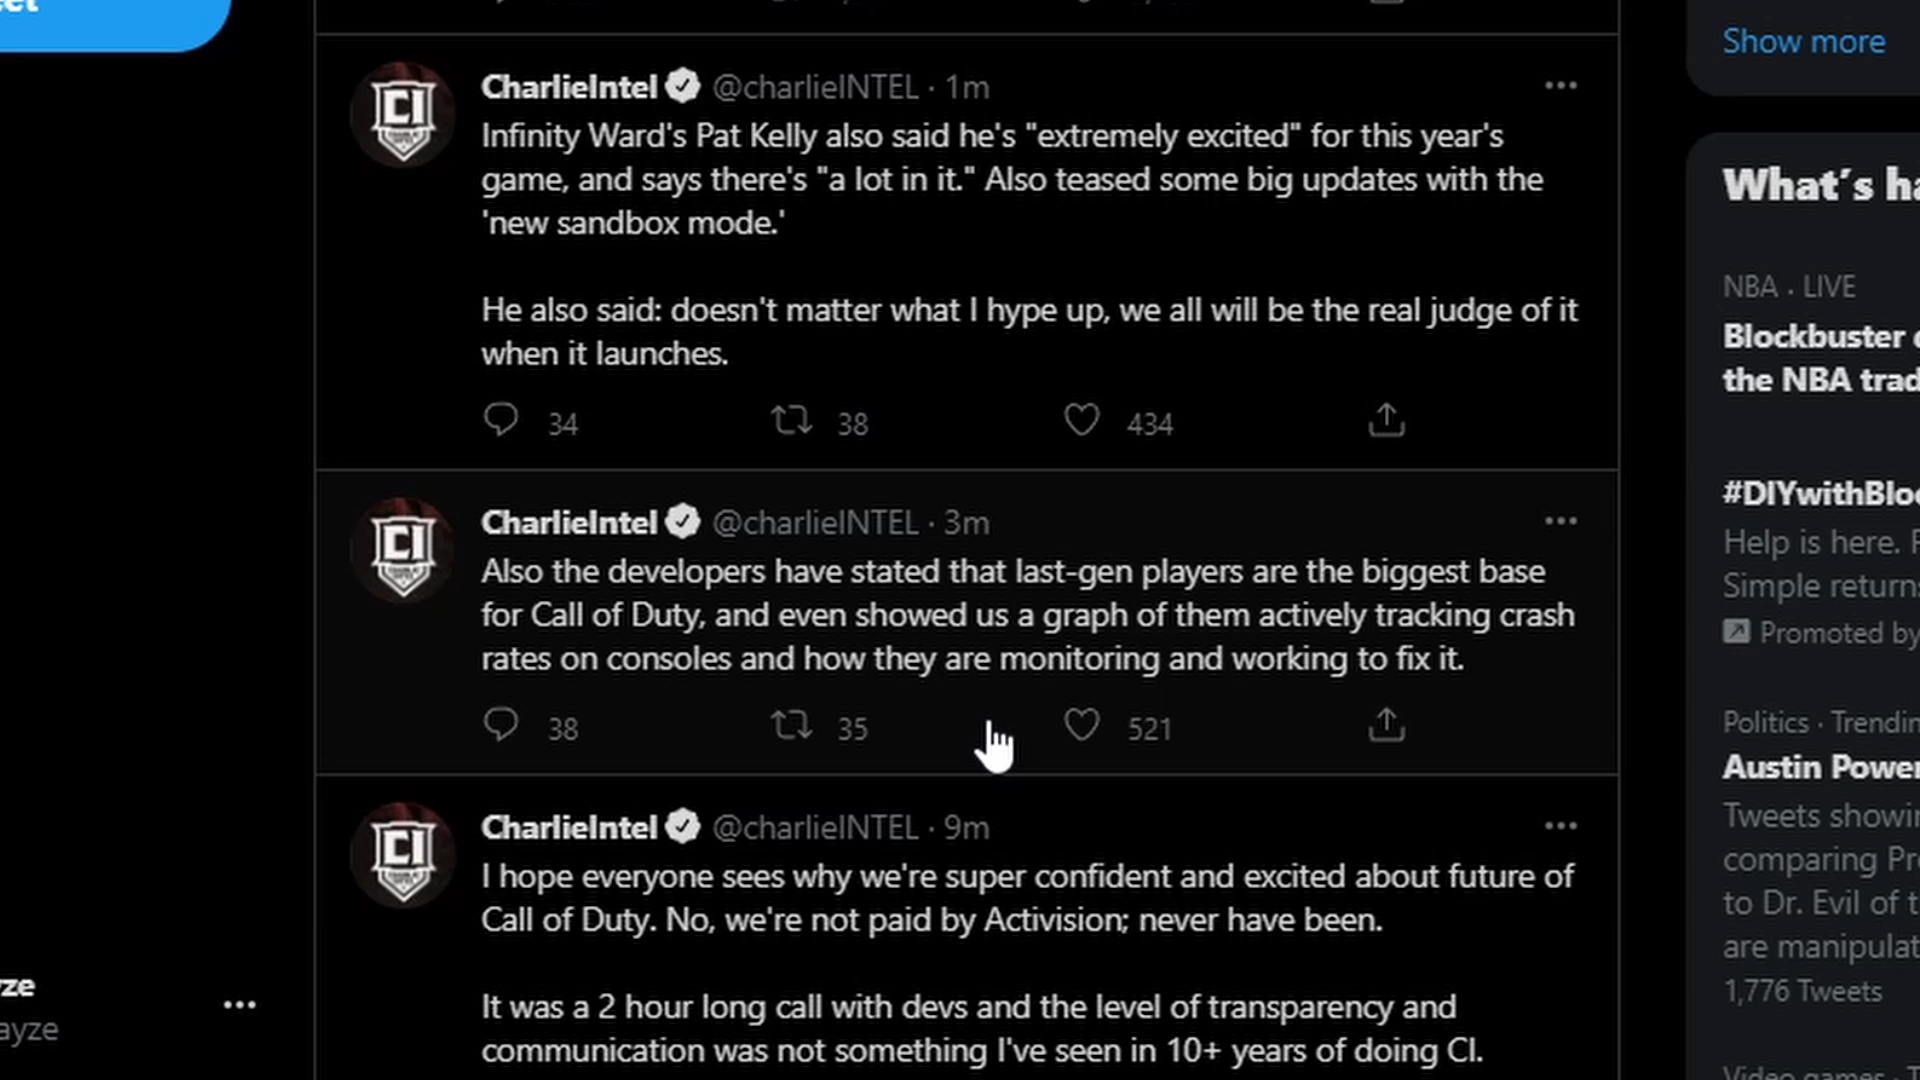 Show more
CharlieIntel @charlieINTEL · 1m
Infinity Ward's Pat Kelly also said he's "extremely excited" for this year's
game, and says there's "a lot in it." Also teased some big updates with the
'new sandbox mode.'
He also said: doesn't matter what I hype up, we all will be the real judge of it
when it launches.
34 38 434
CharlieIntel @charlieINTEL · 3m
Also the developers have stated that last-gen players are the biggest base
for Call of Duty, and even showed us a graph of them actively tracking crash
rates on consoles and how they are monitoring and working to fix it.
38 35 521
CharlieIntel @charlieINTEL · 9m
I hope everyone sees why we're super confident and excited about future of
Call of Duty. No, we're not paid by Activision; never have been.
It was a 2 hour long call with devs and the level of transparency and
communication was not something I've seen in 10+ years of doing CI.
CI
CI
CI
What's
NBA · LIVE
Blockbuster
the NBA
Help is here.
Simple
Promoted by
Politics ·
Austin
Tweets
comparing
to Dr. Evil of
are
1,776 Tweets
Video games ·